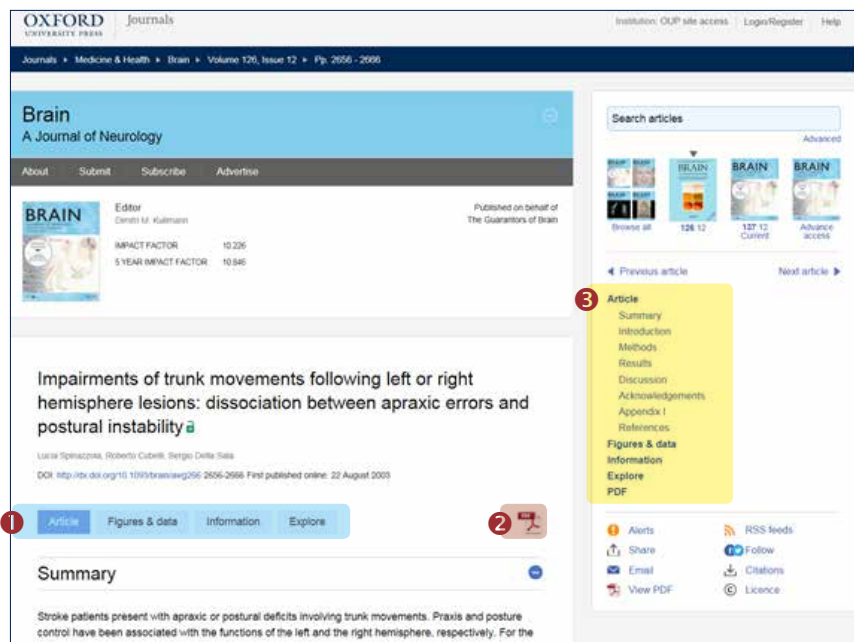 OXFORD
UNIVERSITY PRESS
Journals
Institution: OUP site access Login/Register Help
Journals Medicine & Health Brain Volume 126, Issue 12 Pp. 2656 - 2666
Brain
A Journal of Neurology
About Submit Subscribe Advertise
BRAIN
Editor
Dimitri M. Kullmann
Published on behalf of
The Guarantors of Brain
IMPACT FACTOR 10.226
5 YEAR IMPACT FACTOR 10.846
Impairments of trunk movements following left or right
hemisphere lesions: dissociation between apraxic errors and
postural instability
Lucia Spinazzola, Roberto Cubelli, Sergio Della Sala
DOI: http://dx.doi.org/10.1093/brain/awg266 2656-2666 First published online: 22 August 2003
1 Article Figures & data Information Explore
2
Summary
Stroke patients present with apraxic or postural deficits involving trunk movements. Praxis and posture
control have been associated with the functions of the left and the right hemisphere, respectively. For the
Search articles
Advanced
BRAIN BRAIN BRAIN
Browse all 126 12 137 12 Current Advance access
Previous article Next article
3 Article
Summary
Introduction
Methods
Results
Discussion
Acknowledgements
Appendix I
References
Figures & data
Information
Explore
PDF
Alerts RSS feeds
Share Follow
Email Citations
View PDF Licence